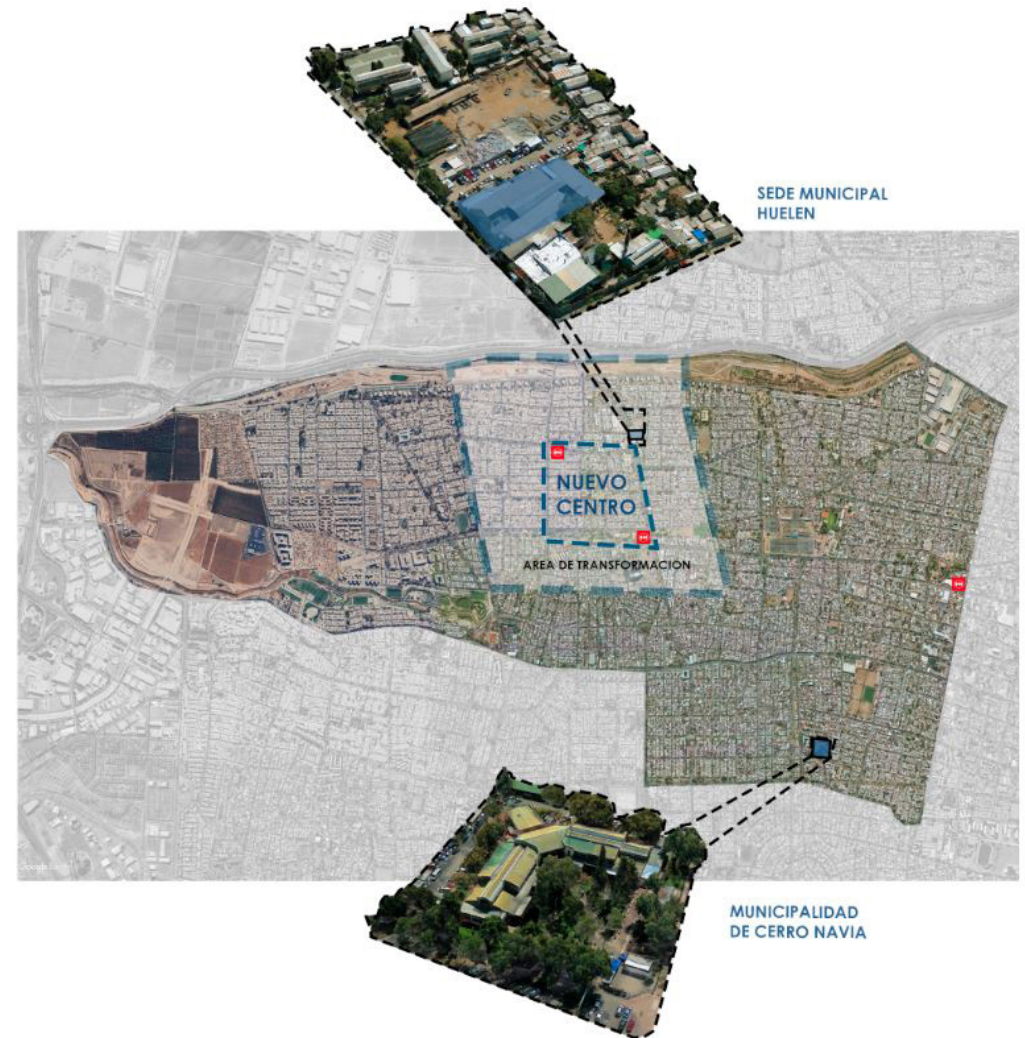 SEDE MUNICIPAL
HUELEN
NUEVO
CENTRO
AREA DE TRANSFORMACION
MUNICIPALIDAD
DE CERRO NAVIA